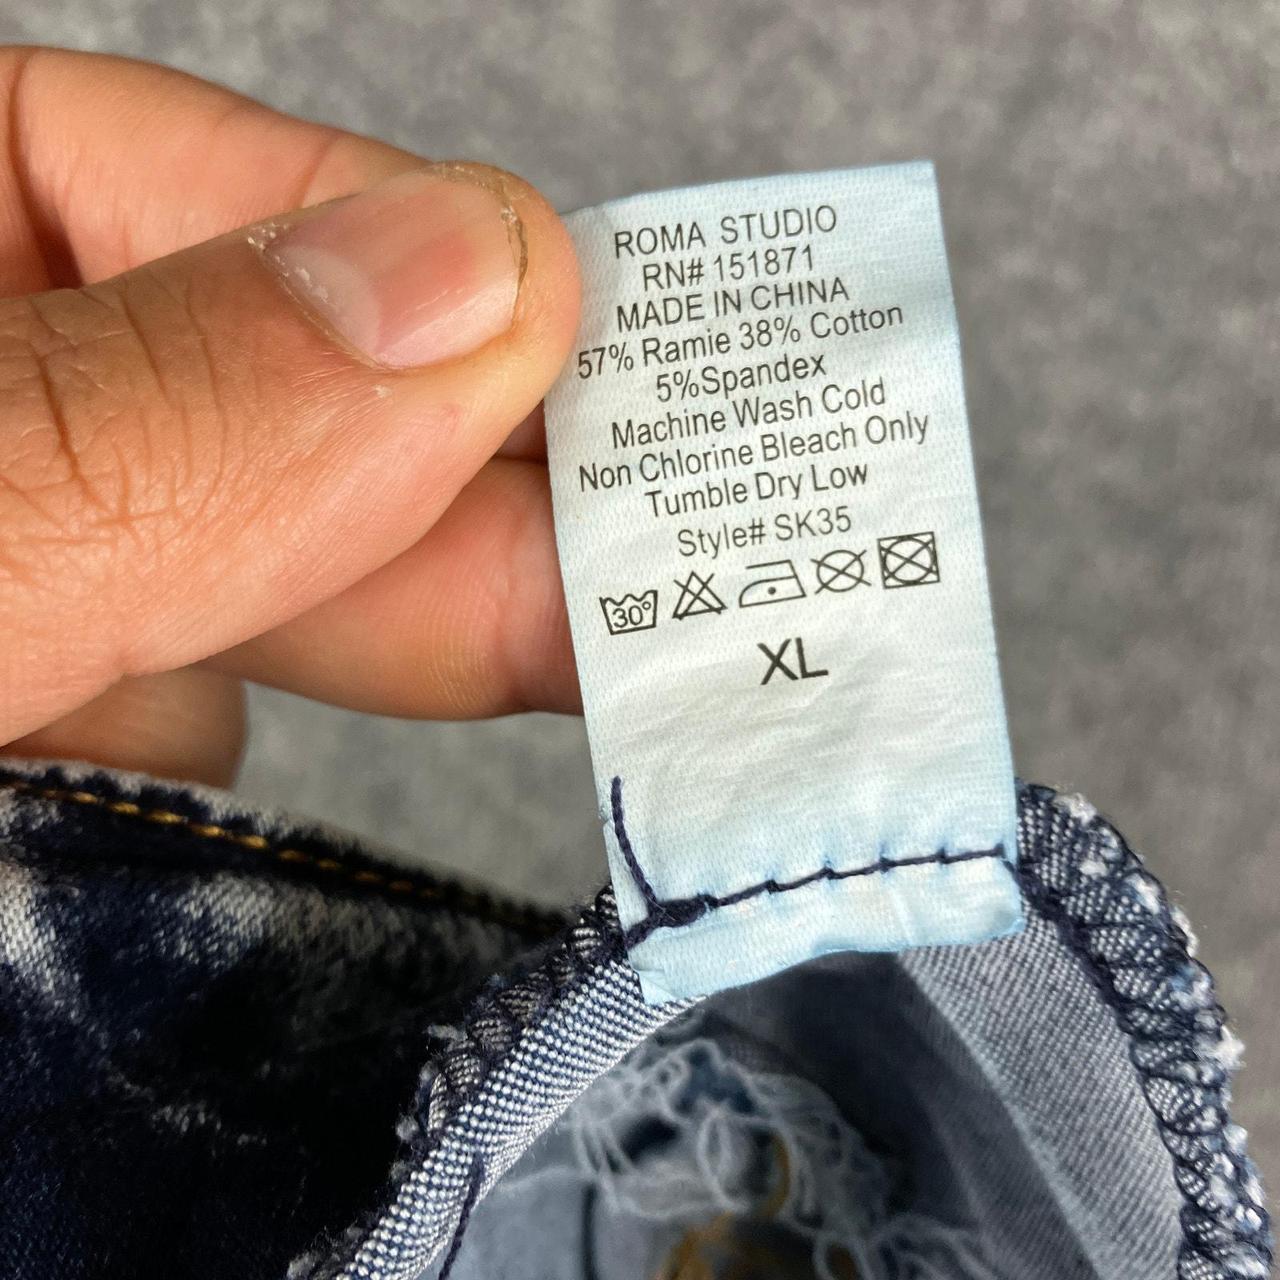 ROMA STUDIO
RN# 151871
MADE IN CHINA
57% Ramie 38% Cotton
5%Spandex
Machine Wash Cold
Non Chlorine Bleach Only
Tumble Dry Low
Style# SK35
30°
XL